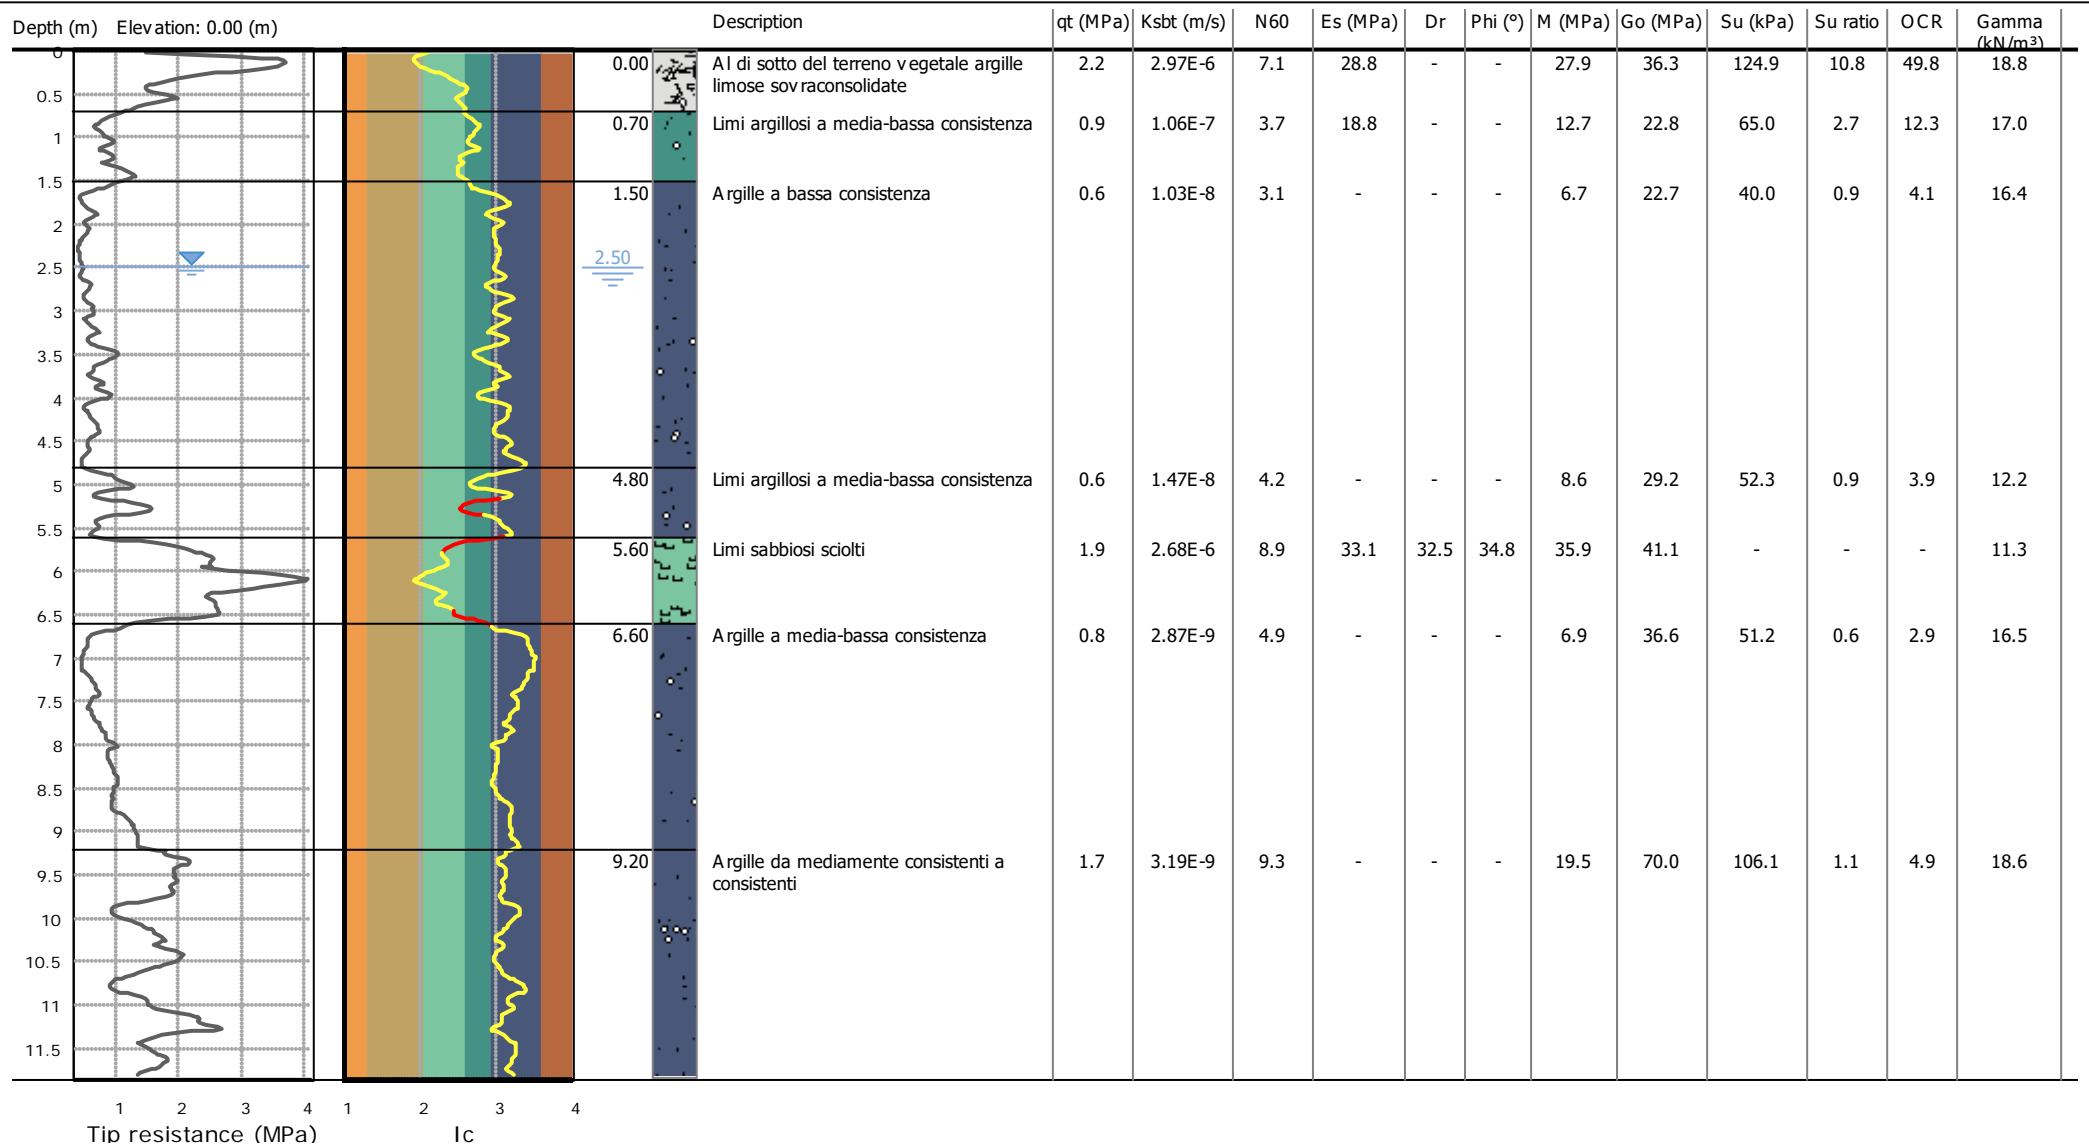 Depth (m) Elevation: 0.00 (m) Description qt (MPa) Ksbt (m/s) N60 Es (MPa) Dr Phi (°) M (MPa) Go (MPa) Su (kPa) Su ratio OCR Gamma (kN/m³)
0
0.00 Al di sotto del terreno vegetale argille 2.2 2.97E-6 7.1 28.8 - - 27.9 36.3 124.9 10.8 49.8 18.8
limose sovraconsolidate
0.5
0.70 Limi argillosi a media-bassa consistenza 0.9 1.06E-7 3.7 18.8 - - 12.7 22.8 65.0 2.7 12.3 17.0
1
1.5
1.50 Argille a bassa consistenza 0.6 1.03E-8 3.1 - - - 6.7 22.7 40.0 0.9 4.1 16.4
2
2.50
2.5
3
3.5
4
4.5
4.80 Limi argillosi a media-bassa consistenza 0.6 1.47E-8 4.2 - - - 8.6 29.2 52.3 0.9 3.9 12.2
5
5.5
5.60 Limi sabbiosi sciolti 1.9 2.68E-6 8.9 33.1 32.5 34.8 35.9 41.1 - - - 11.3
6
6.5
6.60 Argille a media-bassa consistenza 0.8 2.87E-9 4.9 - - - 6.9 36.6 51.2 0.6 2.9 16.5
7
7.5
8
8.5
9
9.20 Argille da mediamente consistenti a 1.7 3.19E-9 9.3 - - - 19.5 70.0 106.1 1.1 4.9 18.6
consistenti
9.5
10
10.5
11
11.5
1 2 3 4 1 2 3 4
Tip resistance (MPa) Ic